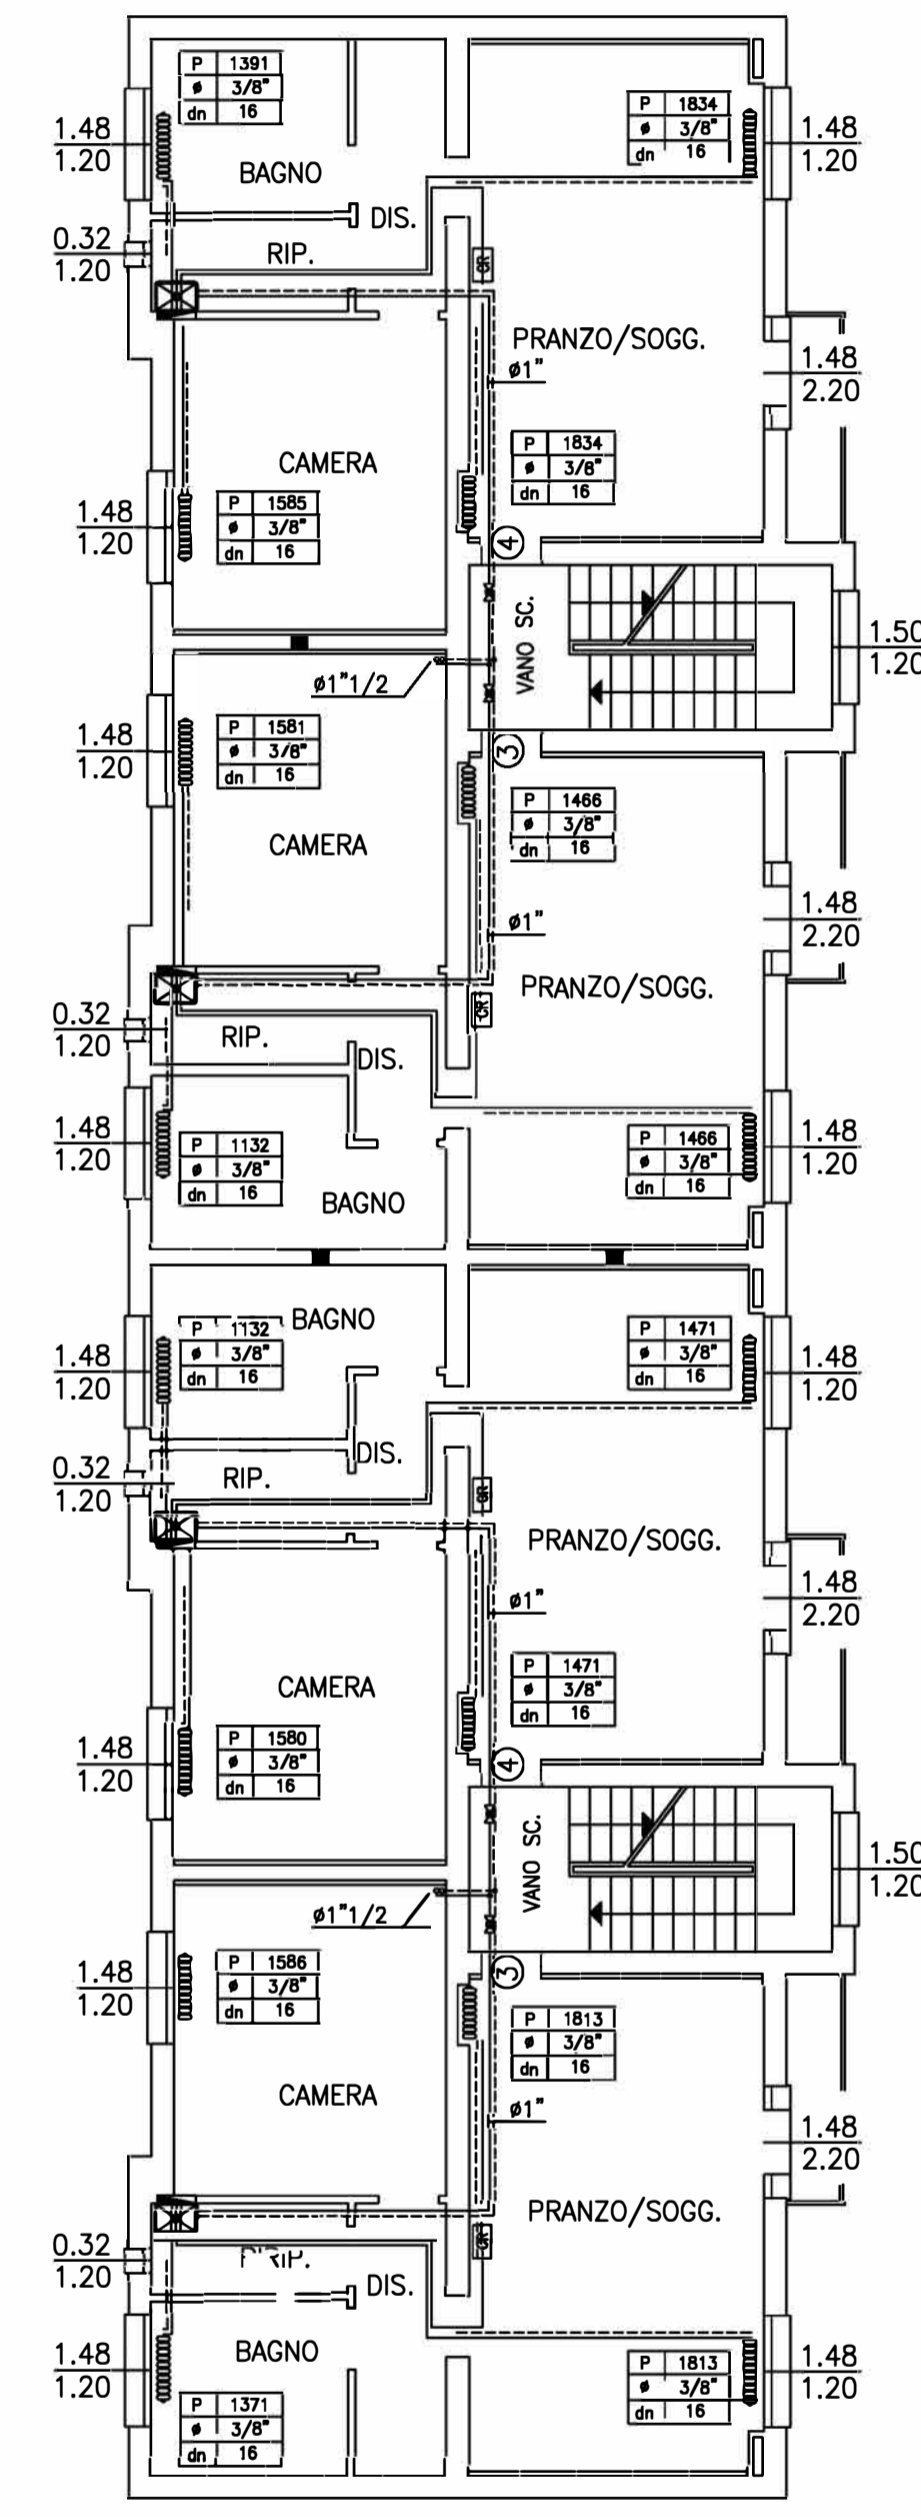 P 1391
ø 3/8"
dn 16
P 1834
ø 3/8"
dn 16
1.48
1.20
1.48
1.20
BAGNO
DIS.
0.32
1.20
RIP.
CR
PRANZO/SOGG.
1.48
2.20
ø1"
CAMERA
P 1834
ø 3/8"
dn 16
P 1585
ø 3/8"
dn 16
1.48
1.20
4
VANO SC.
1.50
1.20
ø1"1/2
P 1581
ø 3/8"
dn 16
1.48
1.20
3
P 1466
ø 3/8"
dn 16
CAMERA
1.48
2.20
ø1"
PRANZO/SOGG.
CR
0.32
1.20
RIP.
DIS.
1.48
1.20
P 1132
ø 3/8"
dn 16
P 1466
ø 3/8"
dn 16
1.48
1.20
BAGNO
BAGNO
P 1132
ø 3/8"
dn 16
P 1471
ø 3/8"
dn 16
1.48
1.20
1.48
1.20
DIS.
0.32
1.20
RIP.
CR
PRANZO/SOGG.
1.48
2.20
ø1"
P 1471
ø 3/8"
dn 16
CAMERA
P 1580
ø 3/8"
dn 16
1.48
1.20
4
VANO SC.
1.50
1.20
ø1"1/2
P 1586
ø 3/8"
dn 16
1.48
1.20
3
P 1813
ø 3/8"
dn 16
CAMERA
ø1"
1.48
2.20
PRANZO/SOGG.
CR
0.32
1.20
RIP.
DIS.
BAGNO
1.48
1.20
P 1813
ø 3/8"
dn 16
1.48
1.20
P 1371
ø 3/8"
dn 16